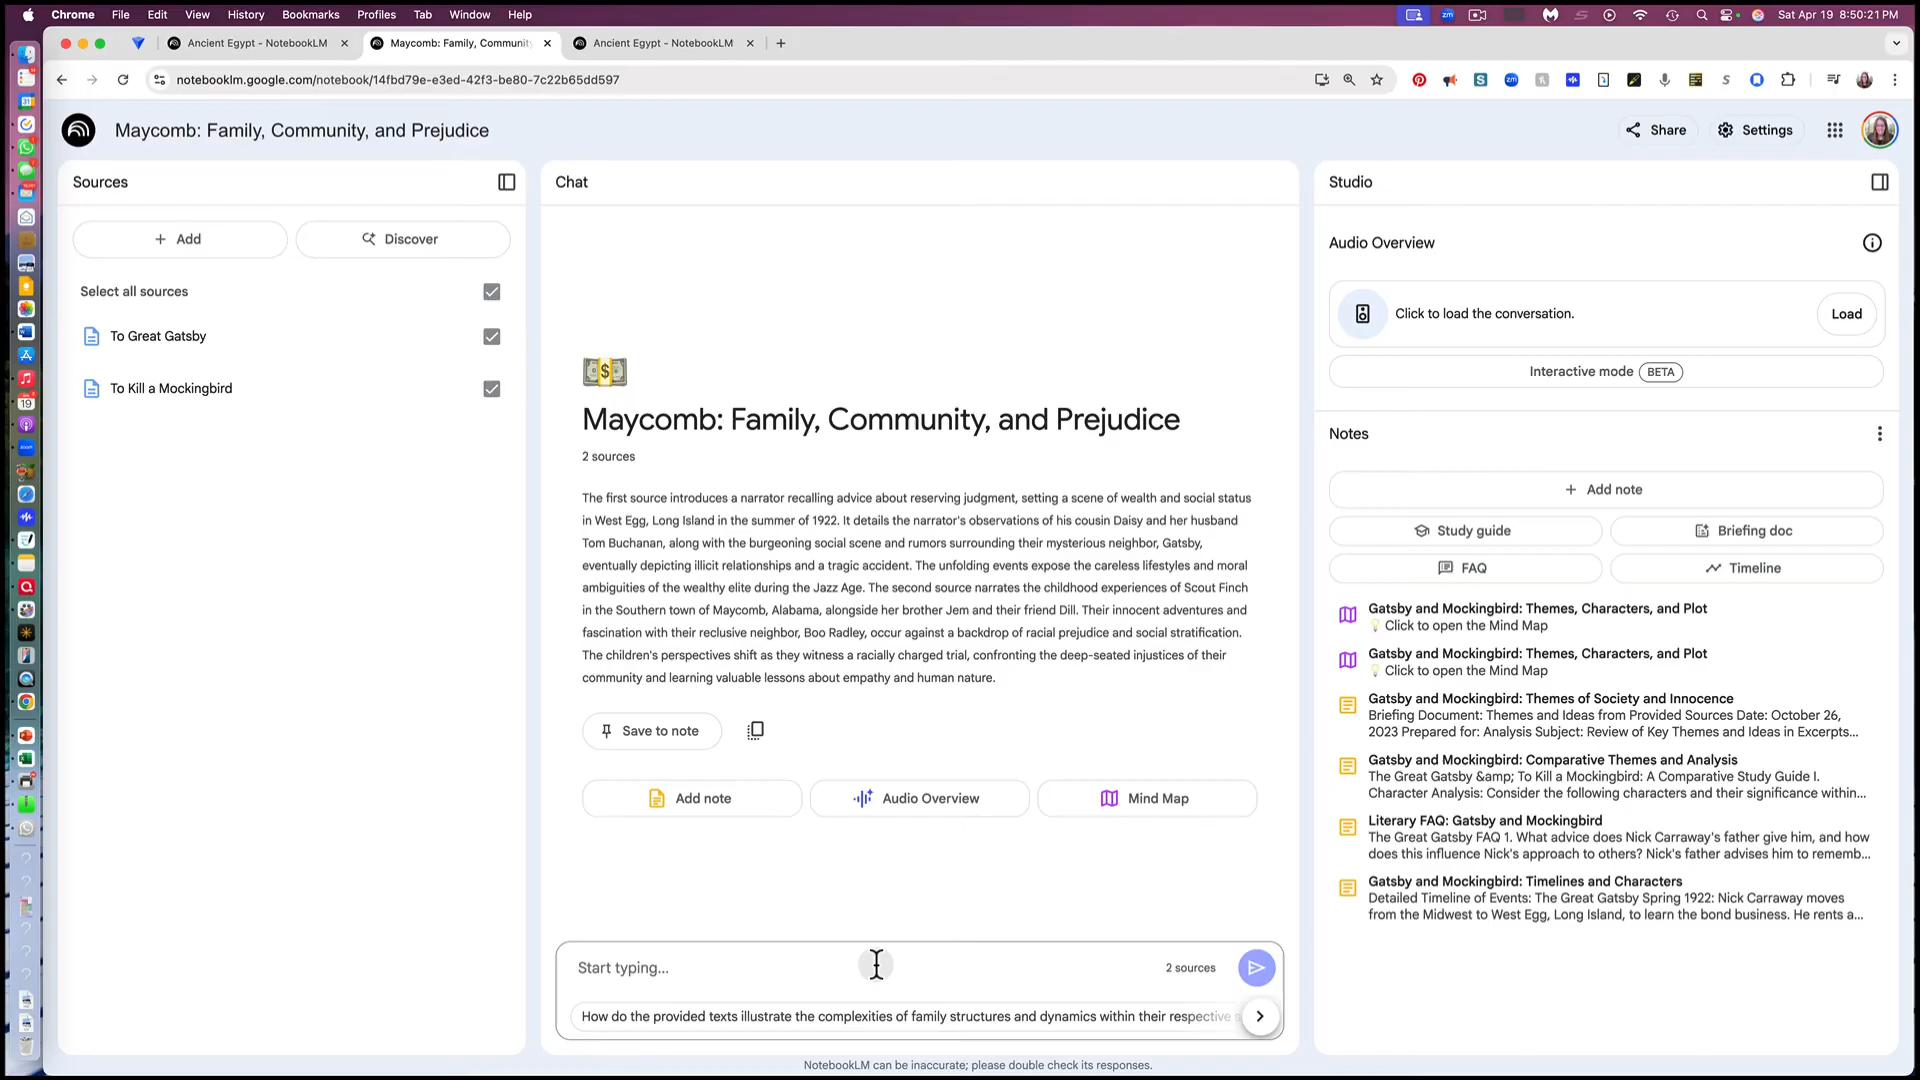 Chrome File Edit View History Bookmarks Profiles Tab Window Help
zm
Sat Apr 19 8:50:21 PM
Ancient Egypt - NotebookLM
Maycomb: Family, Communit
Ancient Egypt - NotebookLM
notebooklm.google.com/notebook/14fbd79e-e3ed-42f3-be80-7c22b65dd597
Maycomb: Family, Community, and Prejudice
Share
Settings
Sources
Add
Discover
Select all sources
To Great Gatsby
To Kill a Mockingbird
Chat
Maycomb: Family, Community, and Prejudice
2 sources
The first source introduces a narrator recalling advice about reserving judgment, setting a scene of wealth and social status
in West Egg, Long Island in the summer of 1922. It details the narrator's observations of his cousin Daisy and her husband
Tom Buchanan, along with the burgeoning social scene and rumors surrounding their mysterious neighbor, Gatsby,
eventually depicting illicit relationships and a tragic accident. The unfolding events expose the careless lifestyles and moral
ambiguities of the wealthy elite during the Jazz Age. The second source narrates the childhood experiences of Scout Finch
in the Southern town of Maycomb, Alabama, alongside her brother Jem and their friend Dill. Their innocent adventures and
fascination with their reclusive neighbor, Boo Radley, occur against a backdrop of racial prejudice and social stratification.
The children's perspectives shift as they witness a racially charged trial, confronting the deep-seated injustices of their
community and learning valuable lessons about empathy and human nature.
Save to note
Add note
Audio Overview
Mind Map
Start typing...
2 sources
How do the provided texts illustrate the complexities of family structures and dynamics within their respective
NotebookLM can be inaccurate; please double check its responses.
Studio
Audio Overview
Click to load the conversation.
Load
Interactive mode BETA
Notes
Add note
Study guide
Briefing doc
FAQ
Timeline
Gatsby and Mockingbird: Themes, Characters, and Plot
Click to open the Mind Map
Gatsby and Mockingbird: Themes, Characters, and Plot
Click to open the Mind Map
Gatsby and Mockingbird: Themes of Society and Innocence
Briefing Document: Themes and Ideas from Provided Sources Date: October 26,
2023 Prepared for: Analysis Subject: Review of Key Themes and Ideas in Excerpts...
Gatsby and Mockingbird: Comparative Themes and Analysis
The Great Gatsby &amp; To Kill a Mockingbird: A Comparative Study Guide I.
Character Analysis: Consider the following characters and their significance within...
Literary FAQ: Gatsby and Mockingbird
The Great Gatsby FAQ 1. What advice does Nick Carraway's father give him, and how
does this influence Nick's approach to others? Nick's father advises him to rememb...
Gatsby and Mockingbird: Timelines and Characters
Detailed Timeline of Events: The Great Gatsby Spring 1922: Nick Carraway moves
from the Midwest to West Egg, Long Island, to learn the bond business. He rents a...